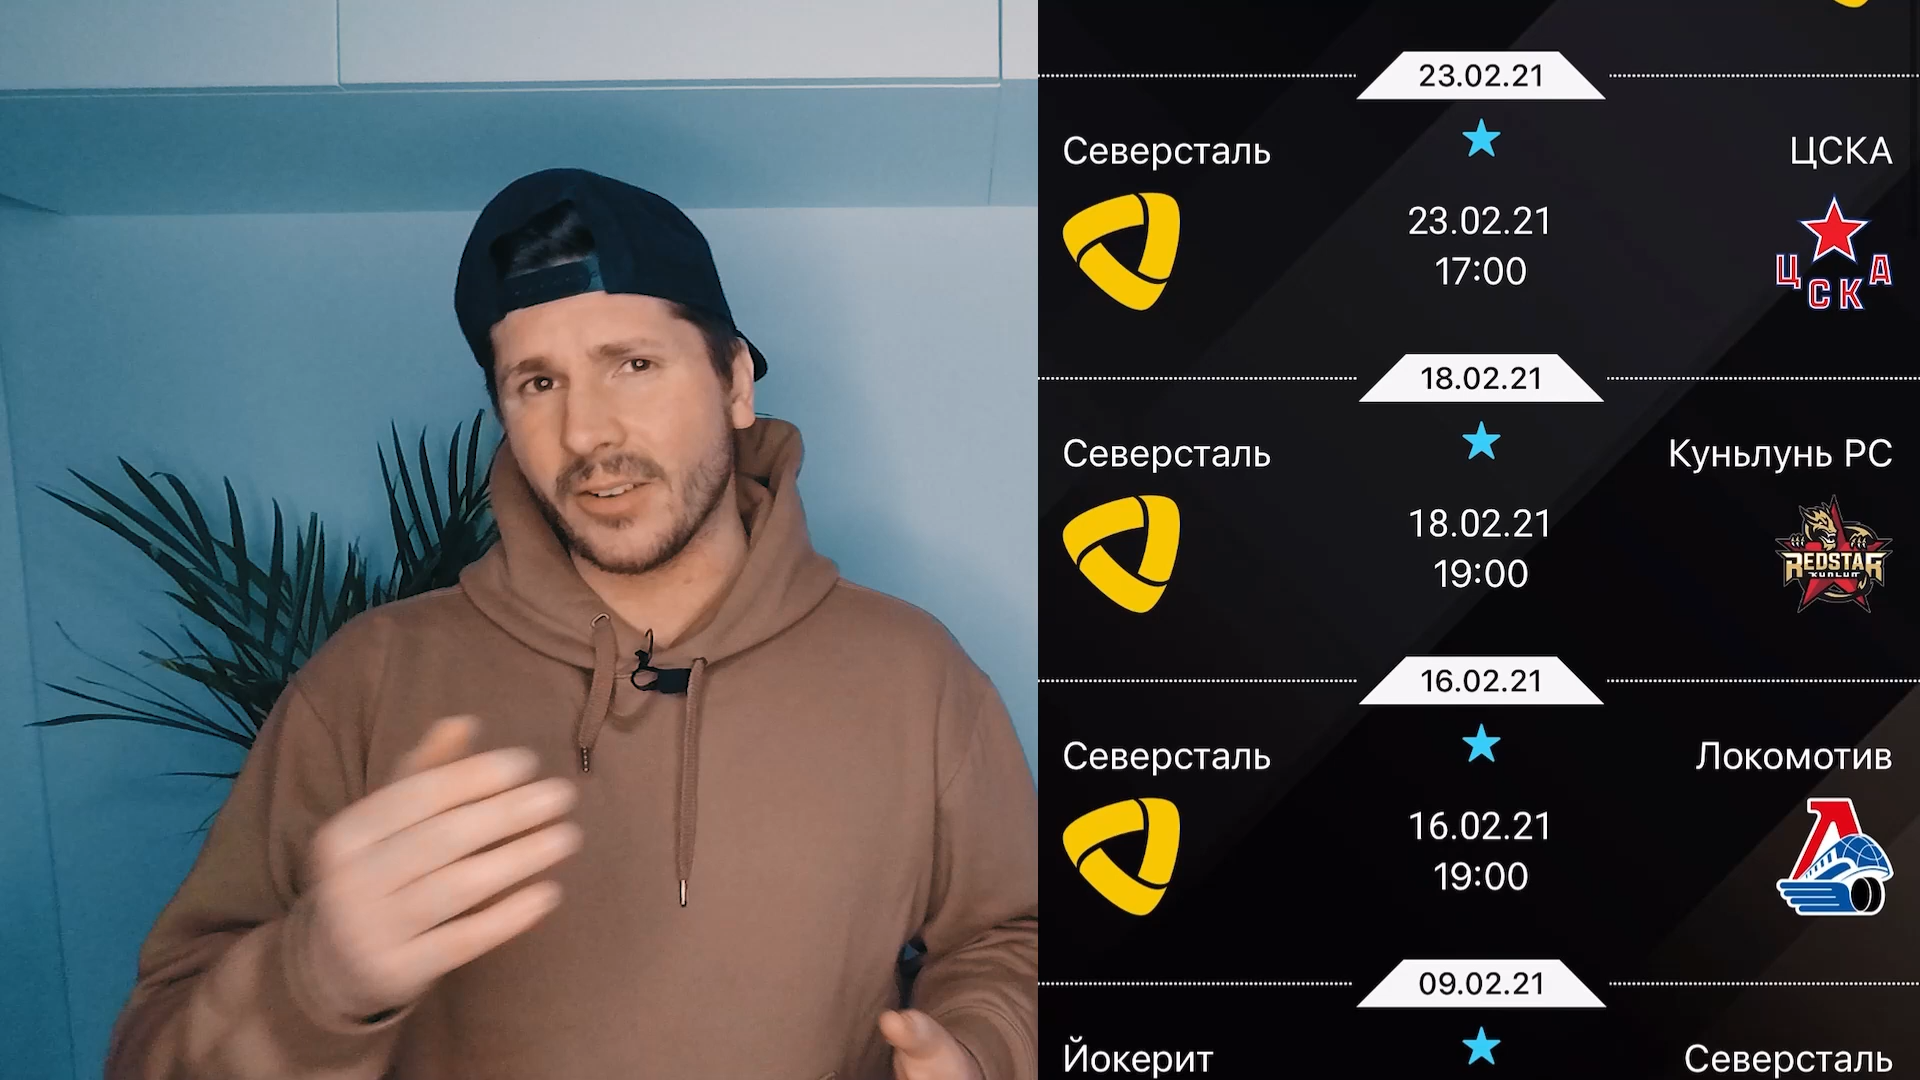 23.02.21
Северсталь
ЦСКА
23.02.21
17:00
ЦСКА
18.02.21
Северсталь
Куньлунь РС
18.02.21
19:00
REDSTAR
KUNLUN
16.02.21
Северсталь
Локомотив
16.02.21
19:00
Л
09.02.21
Йокерит
Северсталь